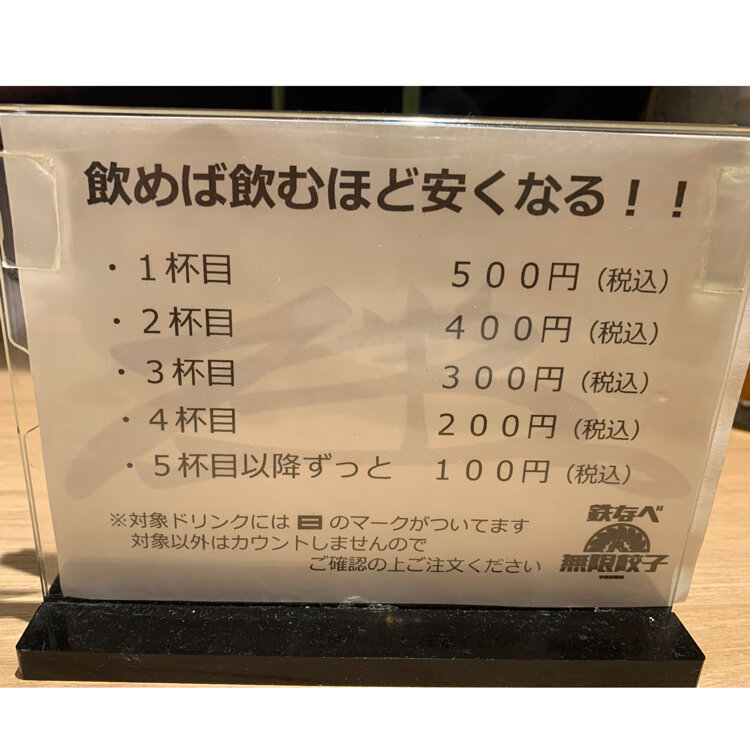 飲めば飲むほど安くなる！！
・１杯目　５００円（税込）
・２杯目　４００円（税込）
・３杯目　３００円（税込）
・４杯目　２００円（税込）
・５杯目以降ずっと　１００円（税込）
※対象ドリンクには　のマークがついてます
対象以外はカウントしませんので
ご確認の上ご注文ください
鉄なべ
無限餃子